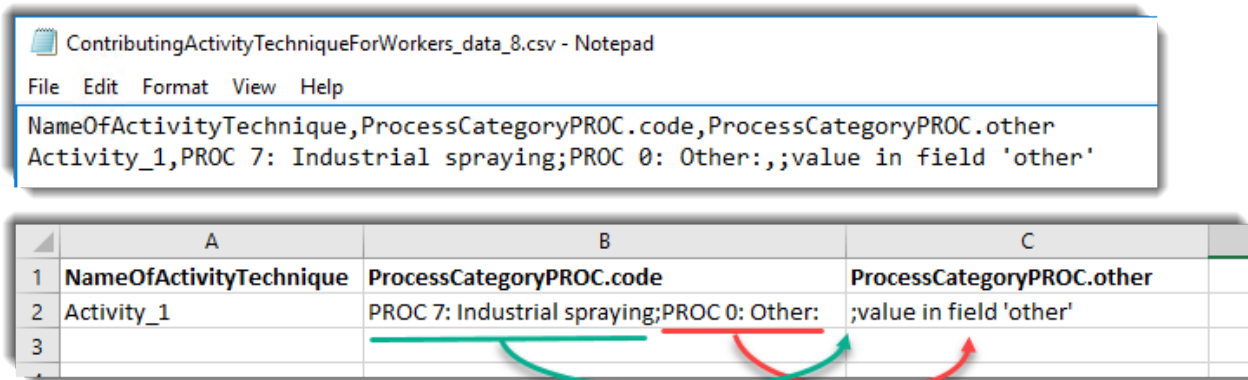 ContributingActivityTechniqueForWorkers_data_8.csv - Notepad
File Edit Format View Help
NameOfActivityTechnique,ProcessCategoryPROC.code,ProcessCategoryPROC.other
Activity_1,PROC 7: Industrial spraying;PROC 0: Other:,;value in field 'other'
A B C
1 NameOfActivityTechnique ProcessCategoryPROC.code ProcessCategoryPROC.other
2 Activity_1 PROC 7: Industrial spraying;PROC 0: Other: ;value in field 'other'
3